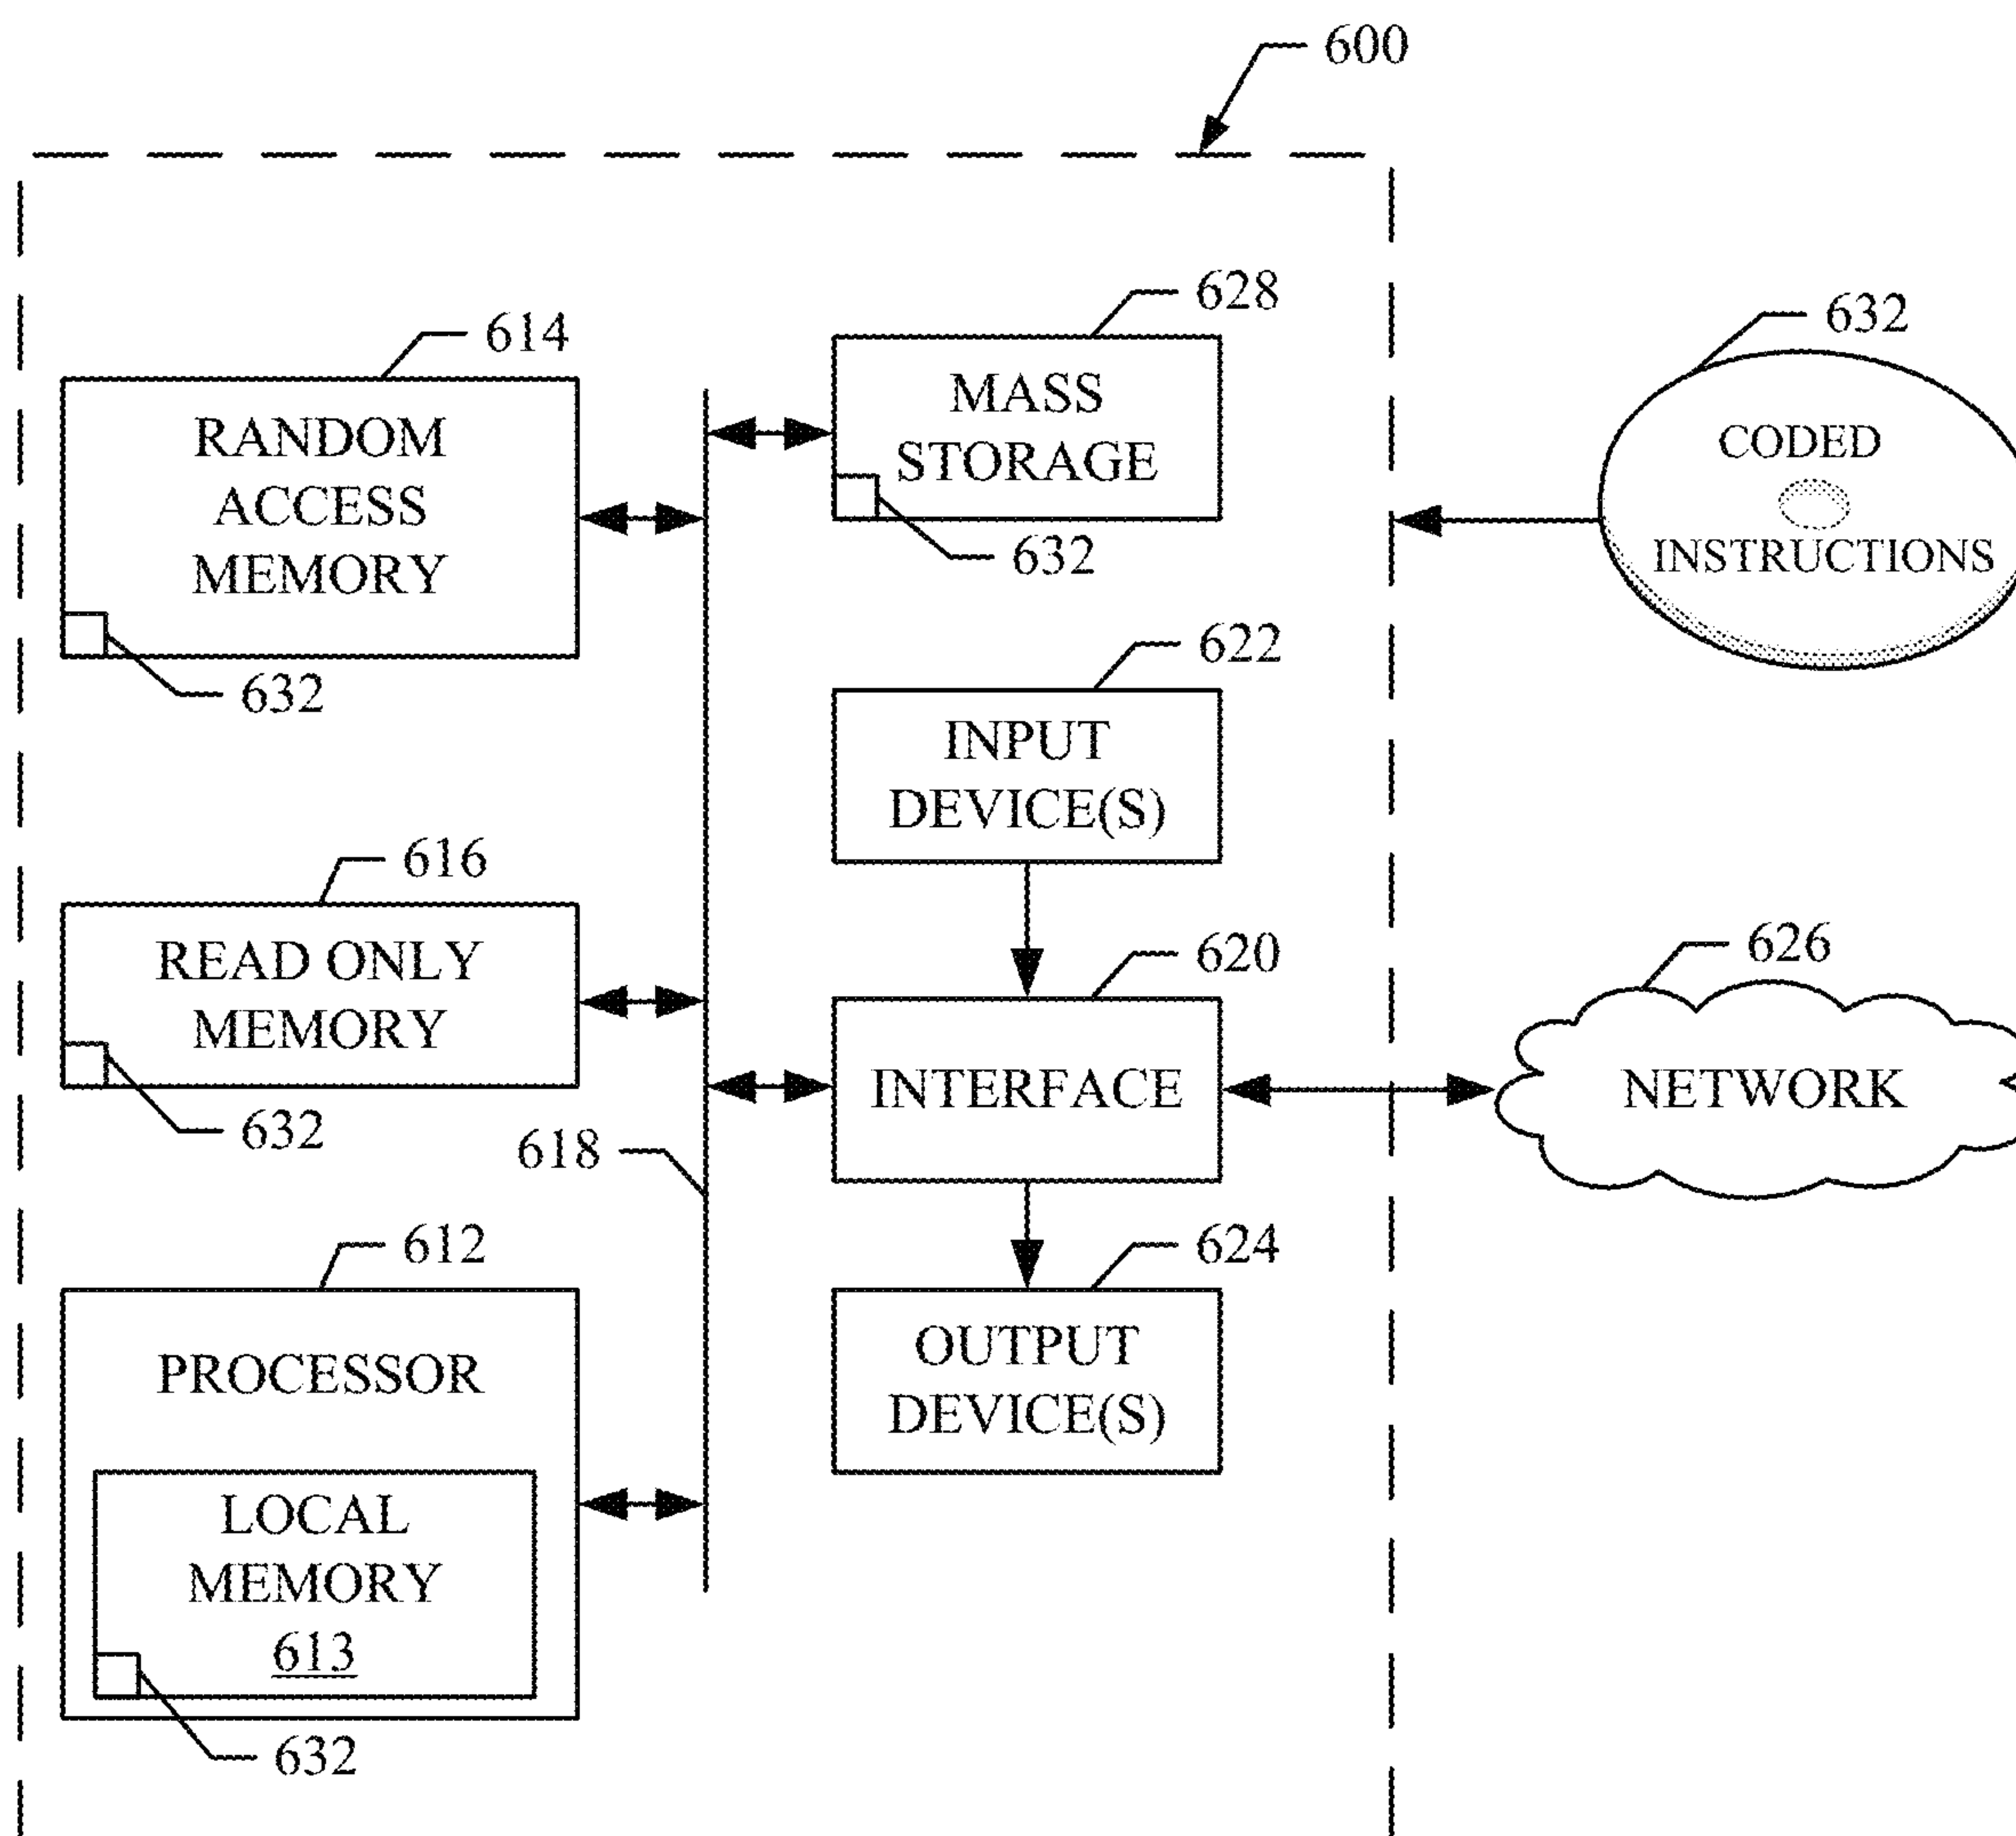 600
628
614
632
MASS
STORAGE
RANDOM
ACCESS
MEMORY
CODED
INSTRUCTIONS
632
632
622
INPUT
DEVICE(S)
616
READ ONLY
MEMORY
632
620
626
INTERFACE
NETWORK
618
612
624
PROCESSOR
OUTPUT
DEVICE(S)
LOCAL
MEMORY
613
632